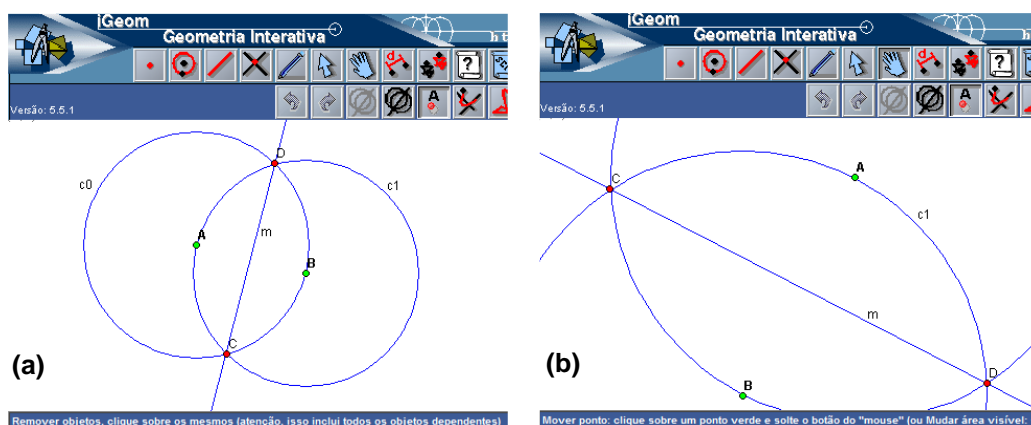 iGeom
Geometria Interativa
Versão: 5.5.1
A
D
c0
c1
A
m
B
C
(a)
Remover objetos, clique sobre os mesmos (atenção, isso inclui todos os objetos dependentes)
iGeom
Geometria Interativa
ht
Versão: 5.5.1
A
C
A
c1
m
B
D
(b)
Mover ponto: clique sobre um ponto verde e solte o botão do "mouse" (ou Mudar área visível: